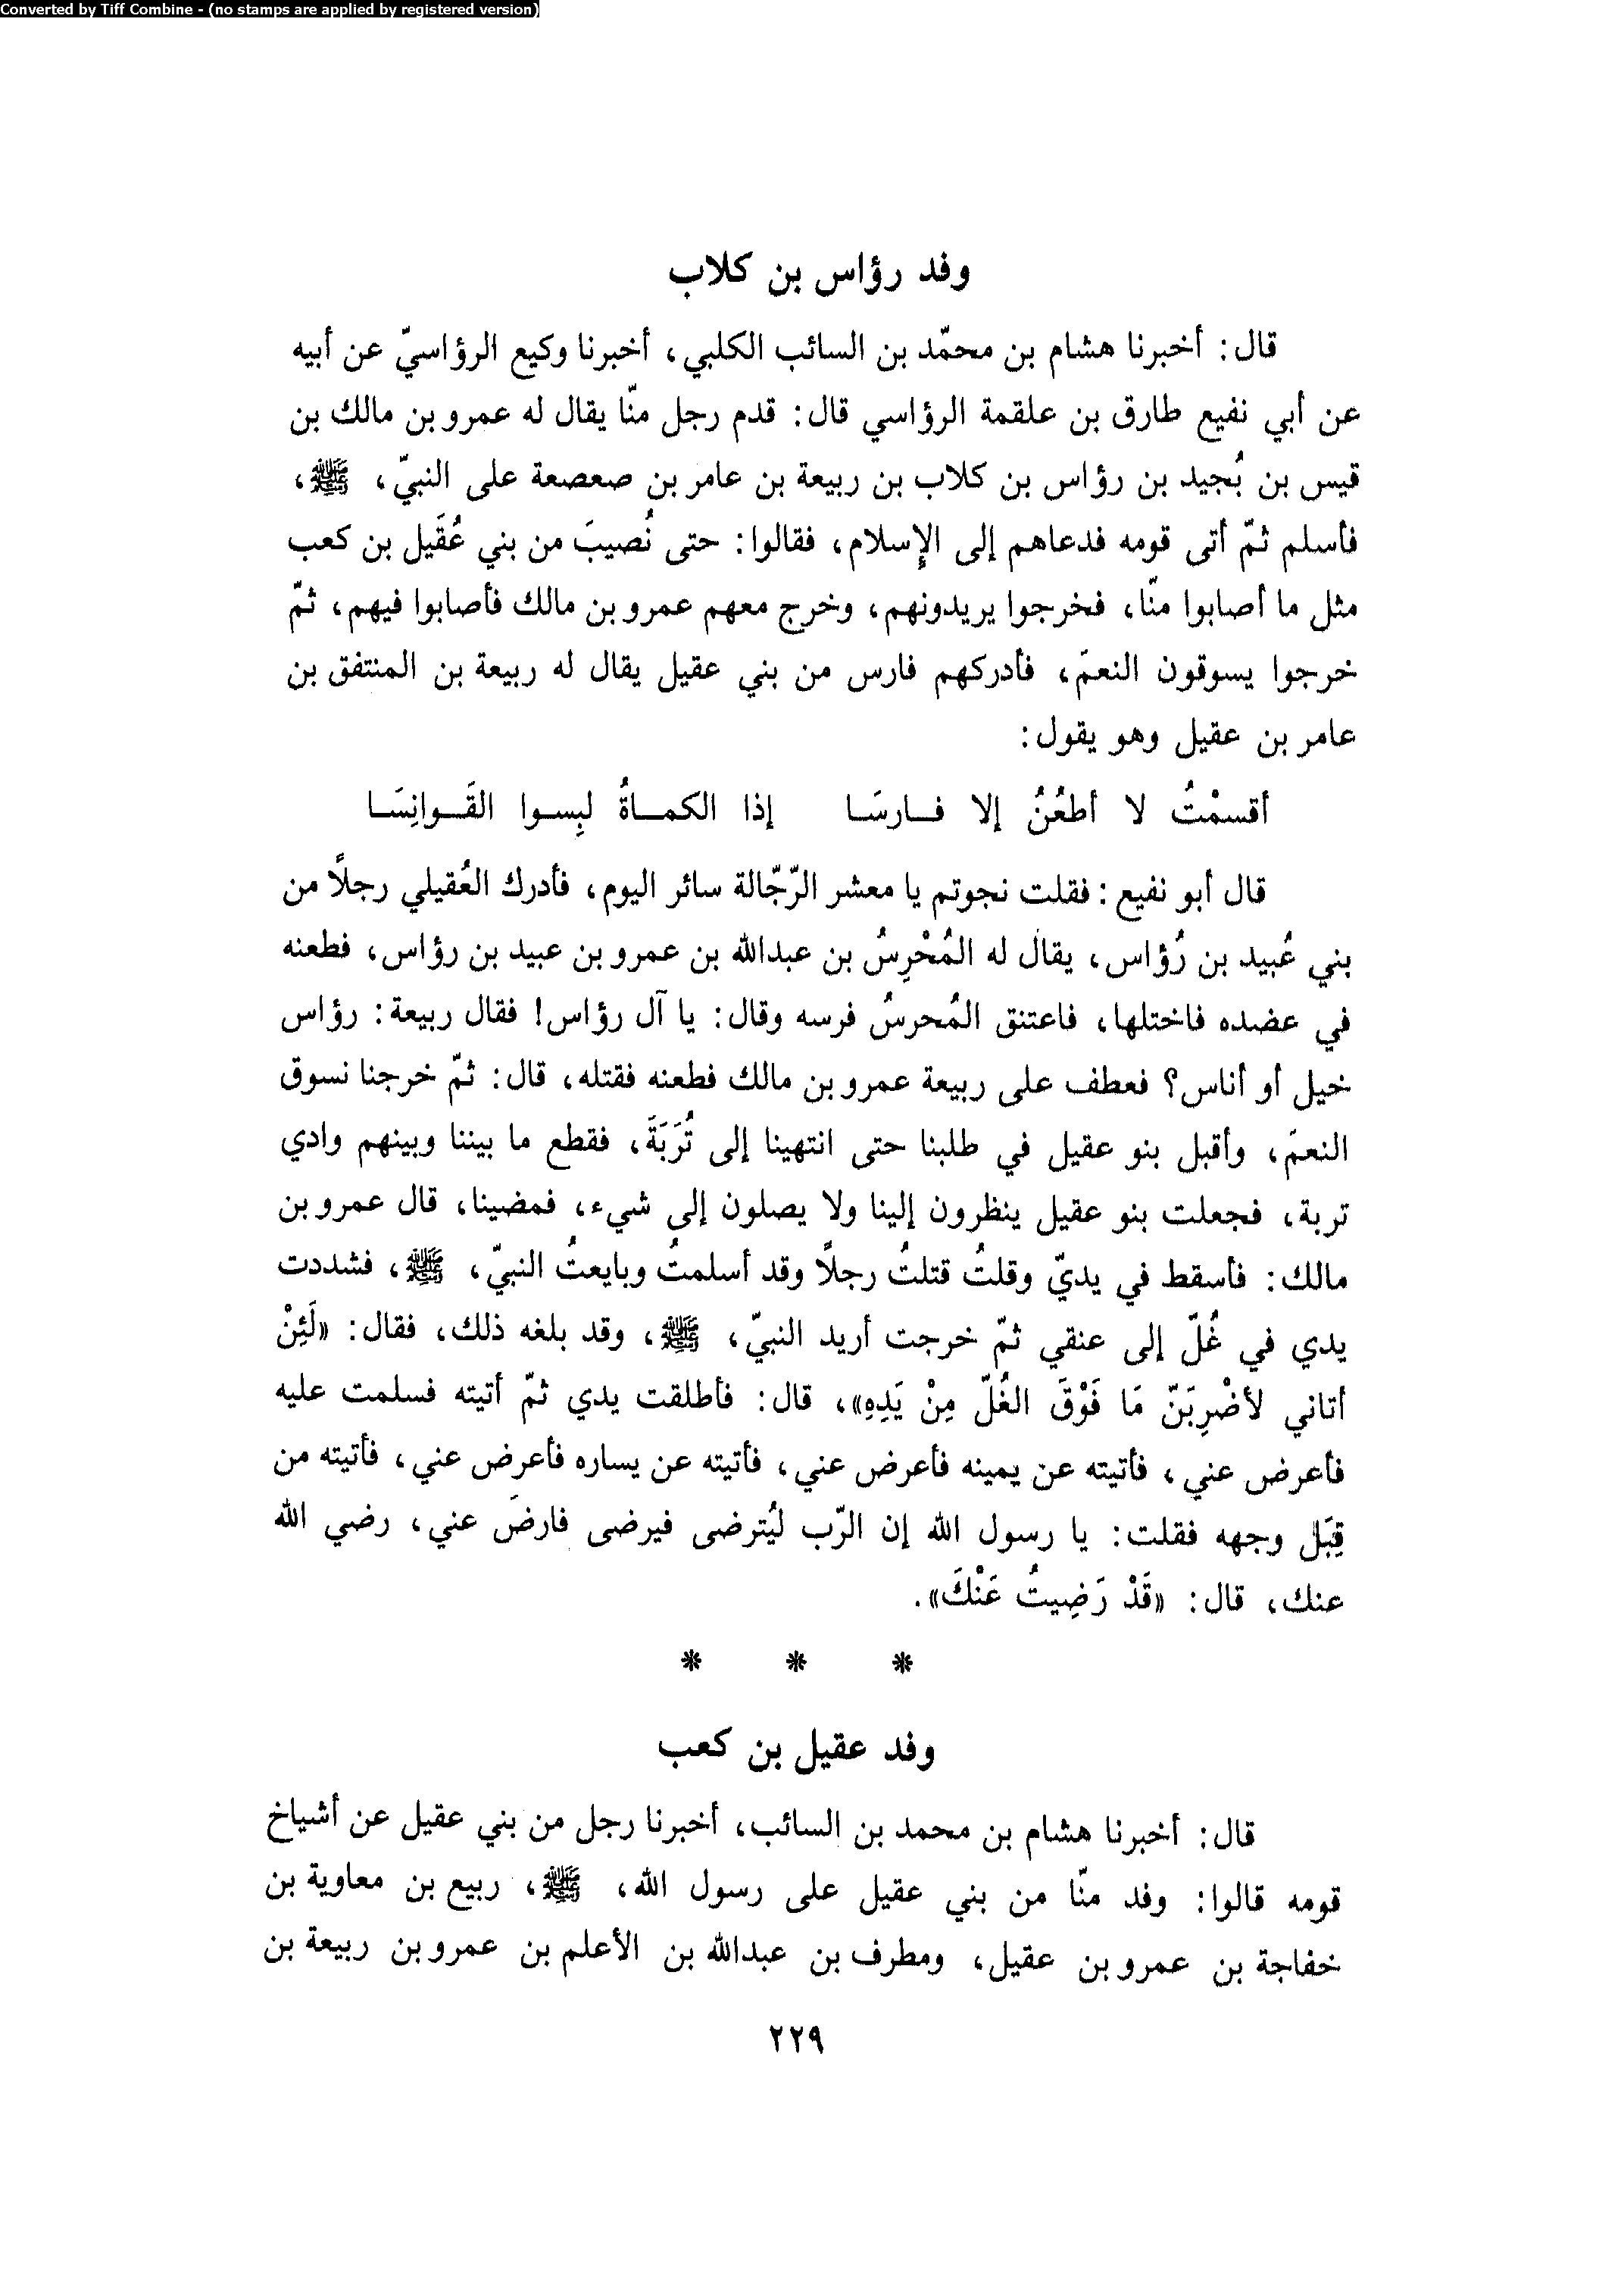 Converted by Tiff Combine - (no stamps are applied by registered version)
وفد رؤاس بن كلاب
قال: أخبرنا هشام بن محمّد بن السائب الكلبي، أخبرنا وكيع الرؤاسيّ عن أبيه
عن أبي نفيع طارق بن علقمة الرؤاسي قال: قدم رجل منّا يقال له عمرو بن مالك بن
قيس بن بُجيد بن رؤاس بن كلاب بن ربيعة بن عامر بن صعصعة على النبيّ، ﷺ،
فأسلم ثمّ أتى قومه فدعاهم إلى الإسلام، فقالوا: حتى نُصيبَ من بني عُقَيل بن كعب
مثل ما أصابوا منّا، فخرجوا يريدونهم، وخرج معهم عمرو بن مالك فأصابوا فيهم، ثمّ
خرجوا يسوقون النعمَ، فأدركهم فارس من بني عقيل يقال له ربيعة بن المنتفق بن
عامر بن عقيل وهو يقول:
أقسمْتُ لا أطعُنُ إلا فارسَا إذا الكماةُ لبِسوا القَوانِسَا
قال أبو نفيع: فقلت نجوتم يا معشر الرّجّالة سائر اليوم، فأدرك العُقيلي رجلاً من
بني عُبيد بن رُؤاس، يقال له المُحْرِسُ بن عبدالله بن عمرو بن عبيد بن رؤاس، فطعنه
في عضده فاختلها، فاعتنق المُحرسُ فرسه وقال: يا آل رؤاس! فقال ربيعة: رؤاس
خيل أو أناس؟ فعطف على ربيعة عمرو بن مالك فطعنه فقتله، قال: ثمّ خرجنا نسوق
النعمَ، وأقبل بنو عقيل في طلبنا حتى انتهينا إلى تُرَبَةَ، فقطع ما بيننا وبينهم وادي
تربة، فجعلت بنو عقيل ينظرون إلينا ولا يصلون إلى شيء، فمضينا، قال عمرو بن
مالك: فأسقط في يديّ وقلتُ قتلتُ رجلاً وقد أسلمتُ وبايعتُ النبيّ، ﷺ، فشددت
يدي في غُلّ إلى عنقي ثمّ خرجت أريد النبيّ، ﷺ، وقد بلغه ذلك، فقال: «لَئِنْ
أتاني لأضْرِبَنّ مَا فَوْقَ الغُلّ مِنْ يَدِهِ»، قال: فأطلقت يدي ثمّ أتيته فسلمت عليه
فأعرض عني، فأتيته عن يمينه فأعرض عني، فأتيته عن يساره فأعرض عني، فأتيته من
قِبَل وجهه فقلت: يا رسول الله إن الرّب ليُترضى فيرضى فارضَ عني، رضي الله
عنك، قال: «قَدْ رَضِيتُ عَنْكَ».
* * *
وفد عقيل بن كعب
قال: أخبرنا هشام بن محمد بن السائب، أخبرنا رجل من بني عقيل عن أشياخ
قومه قالوا: وفد منّا من بني عقيل على رسول الله، ﷺ، ربيع بن معاوية بن
خفاجة بن عمرو بن عقيل، ومطرف بن عبدالله بن الأعلم بن عمرو بن ربيعة بن
٢٢٩